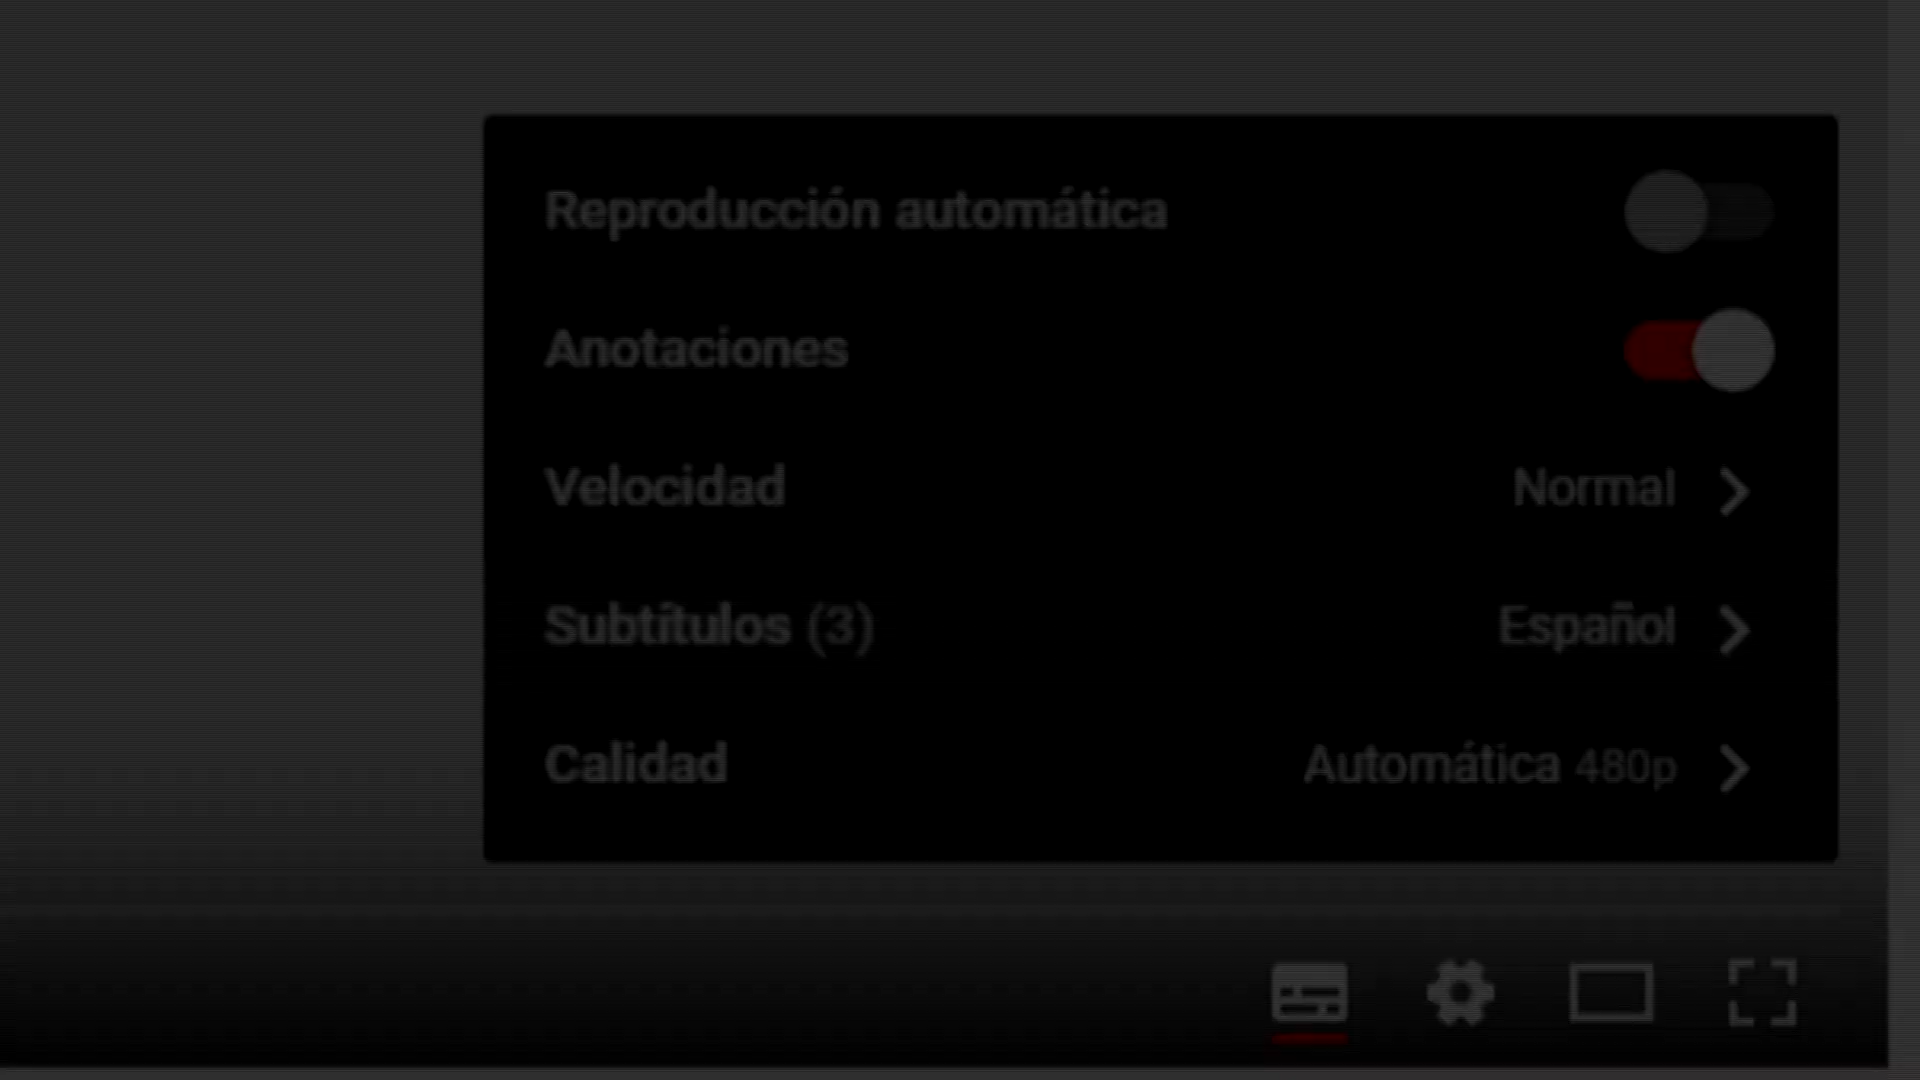 Reproducción automática
Anotaciones
Velocidad Normal
Subtítulos (3) Español
Calidad Automática 480p